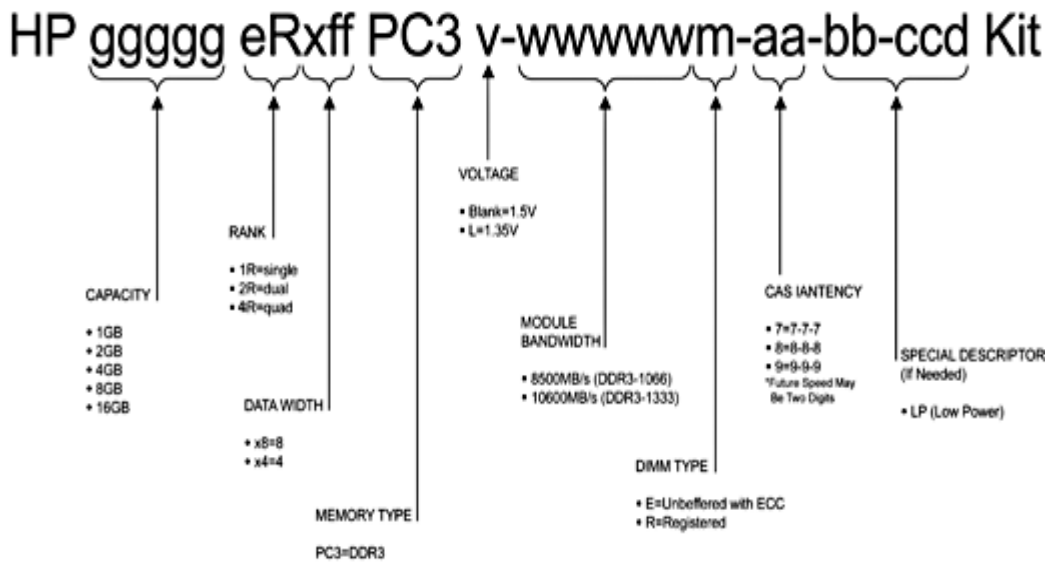 HP ggggg eRxff PC3 v-wwwwwm-aa-bb-ccd Kit
VOLTAGE
▪ Blank=1.5V
▪ L=1.35V
RANK
▪ 1R=single
▪ 2R=dual
▪ 4R=quad
CAPACITY
+ 1GB
+ 2GB
+ 4GB
+ 8GB
+ 16GB
CAS IANTENCY
▪ 7=7-7-7
▪ 8=8-8-8
▪ 9=9-9-9
*Future Speed May
Be Two Digits
MODULE
BANDWIDTH
▪ 8500MB/s (DDR3-1066)
▪ 10600MB/s (DDR3-1333)
SPECIAL DESCRIPTOR
(If Needed)
▪ LP (Low Power)
DATA WIDTH
+ x8=8
+ x4=4
DIMM TYPE
▪ E=Unbeffered with ECC
▪ R=Registered
MEMORY TYPE
PC3=DDR3